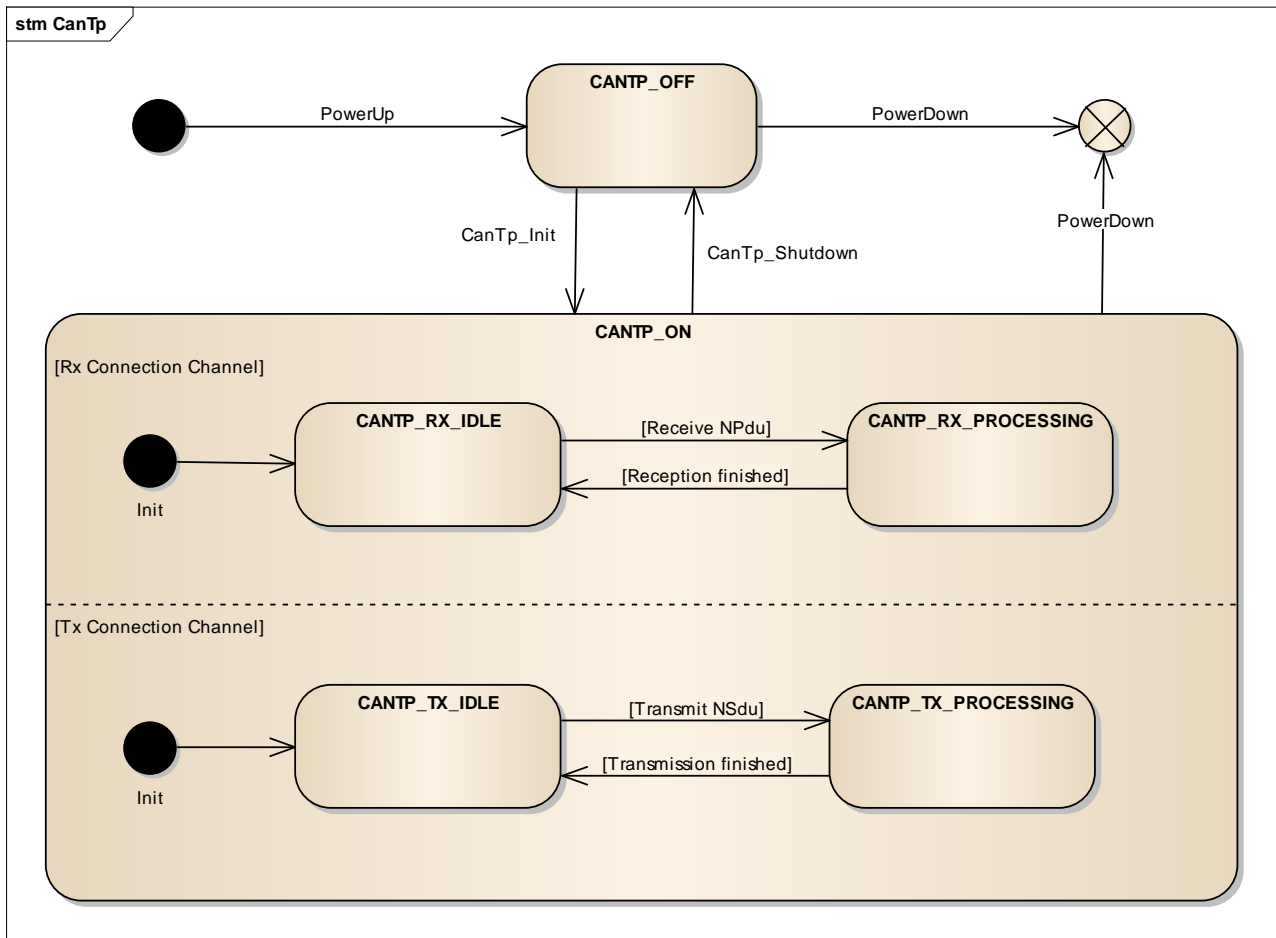 stm CanTp
CANTP_OFF
PowerUp
PowerDown
CanTp_Init
CanTp_Shutdown
PowerDown
CANTP_ON
[Rx Connection Channel]
CANTP_RX_IDLE
[Receive NPdu]
CANTP_RX_PROCESSING
[Reception finished]
Init
[Tx Connection Channel]
CANTP_TX_IDLE
[Transmit NSdu]
CANTP_TX_PROCESSING
[Transmission finished]
Init